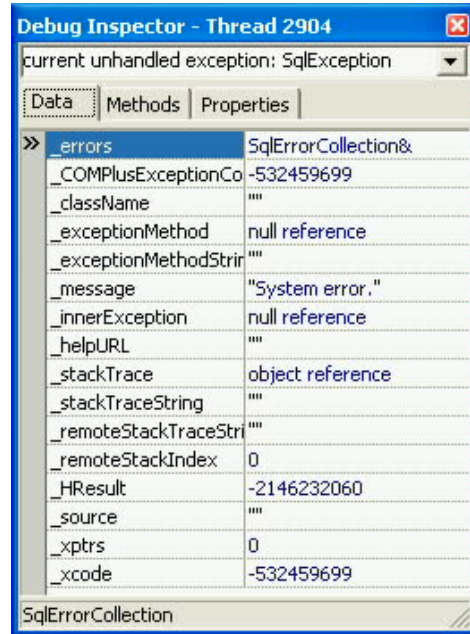 Debug Inspector - Thread 2904
current unhandled exception: SqlException
Data Methods Properties
_errors SqlErrorCollection&
_COMPlusExceptionCo -532459699
_className ""
_exceptionMethod null reference
_exceptionMethodStrir ""
_message "System error."
_innerException null reference
_helpURL ""
_stackTrace object reference
_stackTraceString ""
_remoteStackTraceStri ""
_remoteStackIndex 0
_HResult -2146232060
_source ""
_xptrs 0
_xcode -532459699
SqlErrorCollection